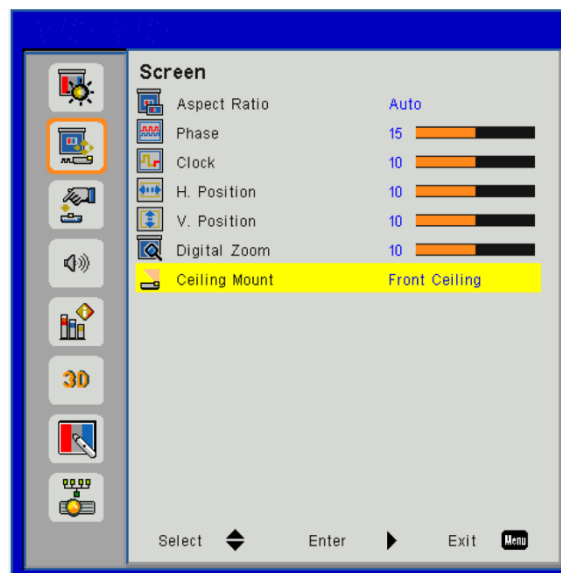 Screen
Aspect Ratio Auto
Phase 15
Clock 10
H. Position 10
V. Position 10
Digital Zoom 10
Ceiling Mount Front Ceiling
3D
Select Enter Exit Menu